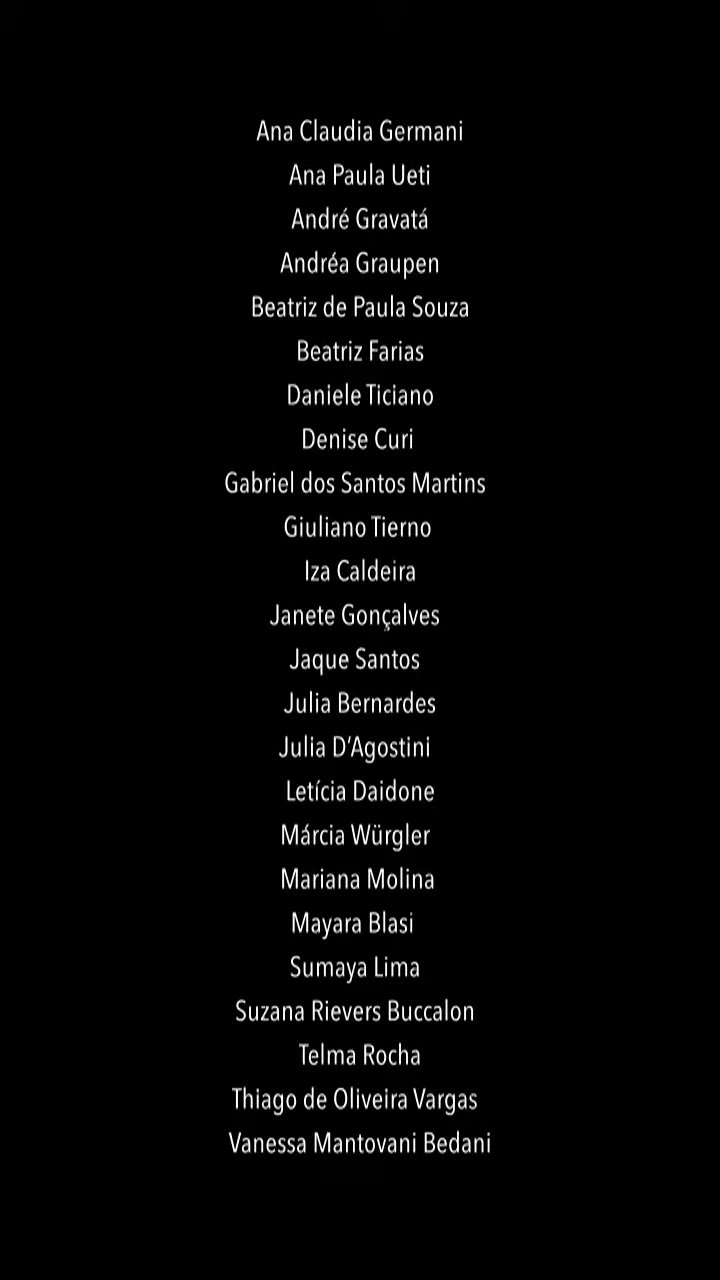 Ana Claudia Germani
Ana Paula Ueti
André Gravatá
Andréa Graupen
Beatriz de Paula Souza
Beatriz Farias
Daniele Ticiano
Denise Curi
Gabriel dos Santos Martins
Giuliano Tierno
Iza Caldeira
Janete Gonçalves
Jaque Santos
Julia Bernardes
Julia D’Agostini
Letícia Daidone
Márcia Würgler
Mariana Molina
Mayara Blasi
Sumaya Lima
Suzana Rievers Buccalon
Telma Rocha
Thiago de Oliveira Vargas
Vanessa Mantovani Bedani